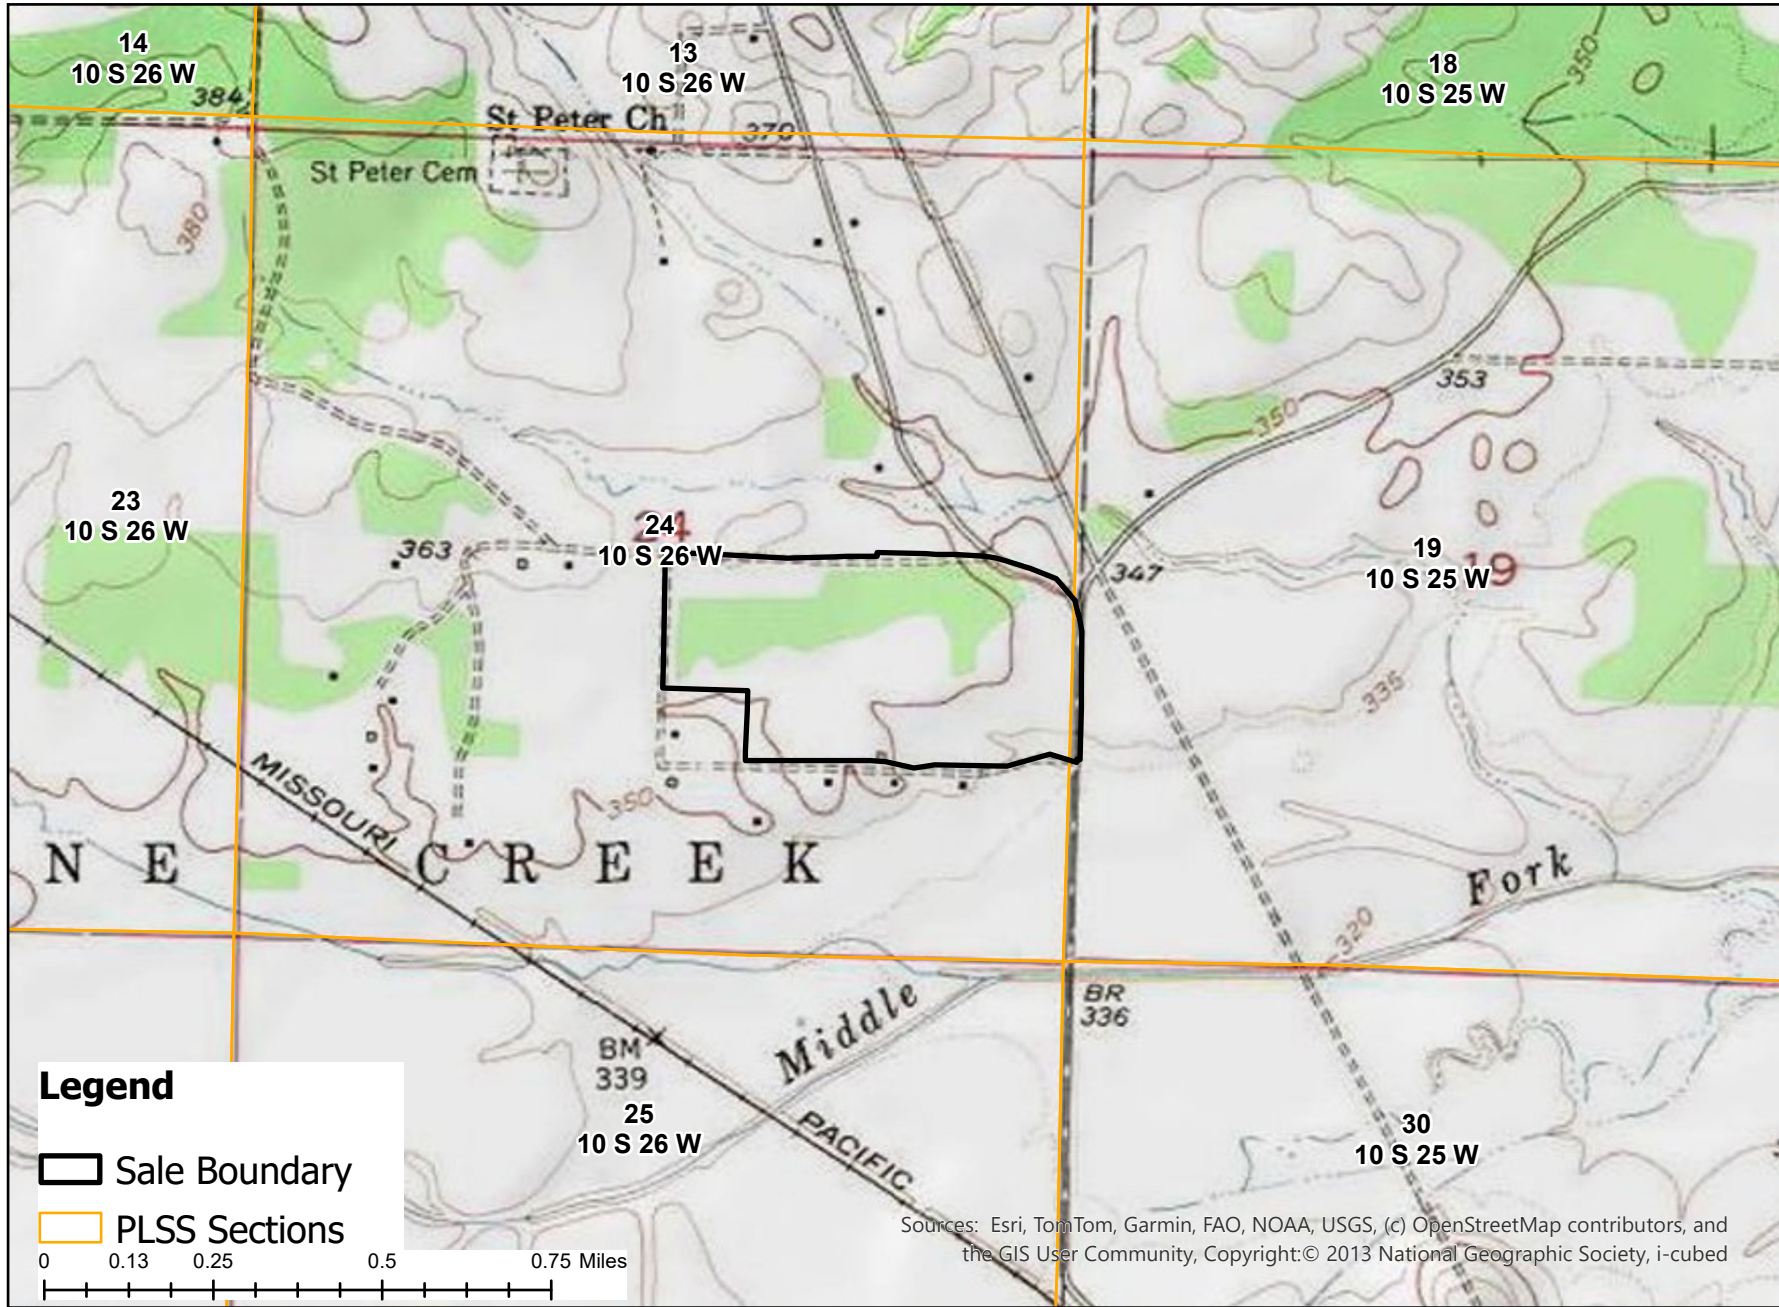 14
10 S 26 W
13
10 S 26 W
18
10 S 25 W
350
384
St Peter Ch
370
St Peter Cem
380
353
350
23
10 S 26 W
24
24
10 S 26 W
363
347
19
19
10 S 25 W
335
MISSOURI
350
N E C R E E K
Fork
320
Middle
BR
336
BM
339
25
10 S 26 W
PACIFIC
30
10 S 25 W
Legend
Sale Boundary
PLSS Sections
0 0.13 0.25 0.5 0.75 Miles
Sources: Esri, TomTom, Garmin, FAO, NOAA, USGS, (c) OpenStreetMap contributors, and
the GIS User Community, Copyright:© 2013 National Geographic Society, i-cubed